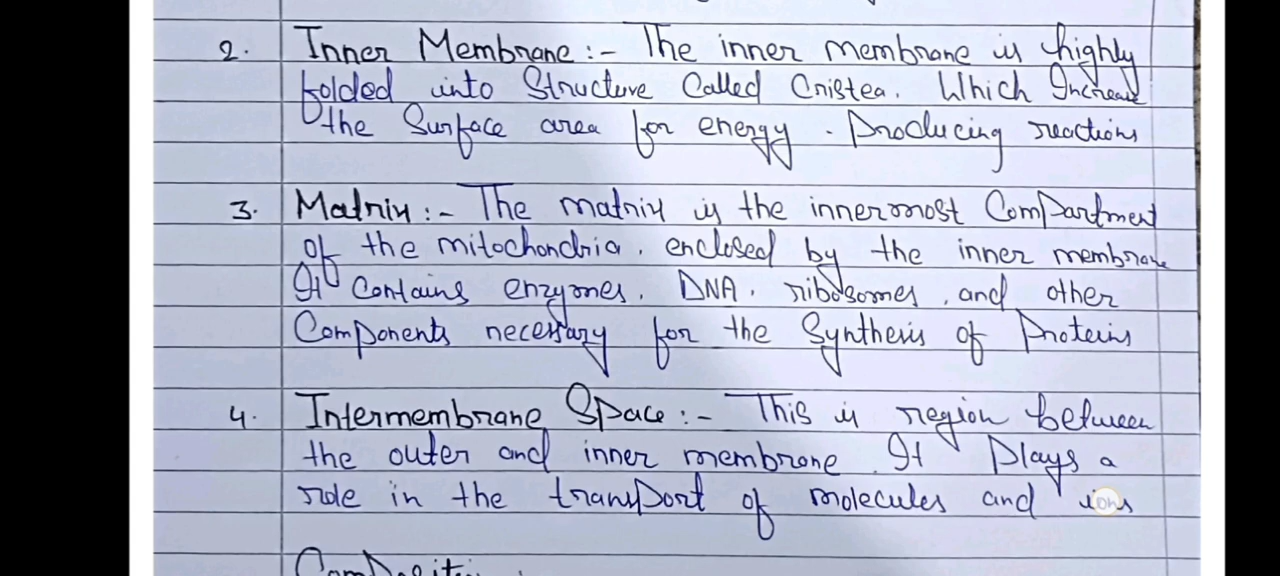 2. Inner Membrane :- The inner membrane is highly
folded into Structure Called Cristea. Which Increase
the Surface area for energy - Producing reactions
3. Matrix :- The matrix is the innermost Compartment
of the mitochondria, enclosed by the inner membrane
It Contains enzymes, DNA, ribosomes, and other
Components necessary for the Synthesis of Proteins
4. Intermembrane Space :- This is region between
the outer and inner membrane. It Plays a
role in the transport of molecules and ions